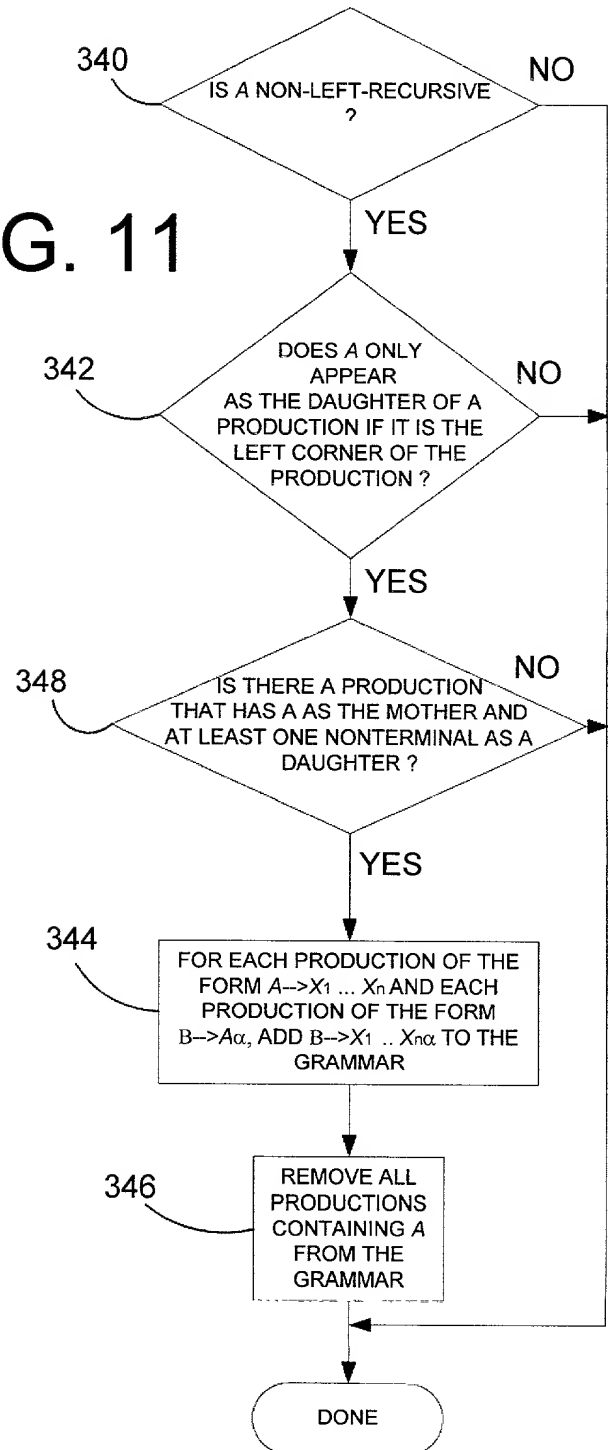 340
NO
IS A NON-LEFT-RECURSIVE
?
YES
G. 11
342
NO
DOES A ONLY
APPEAR
AS THE DAUGHTER OF A
PRODUCTION IF IT IS THE
LEFT CORNER OF THE
PRODUCTION ?
YES
348
NO
IS THERE A PRODUCTION
THAT HAS A AS THE MOTHER AND
AT LEAST ONE NONTERMINAL AS A
DAUGHTER ?
YES
344
FOR EACH PRODUCTION OF THE
FORM A-->X1 ... Xn AND EACH
PRODUCTION OF THE FORM
B-->Aα, ADD B-->X1 .. Xnα TO THE
GRAMMAR
346
REMOVE ALL
PRODUCTIONS
CONTAINING A
FROM THE
GRAMMAR
DONE